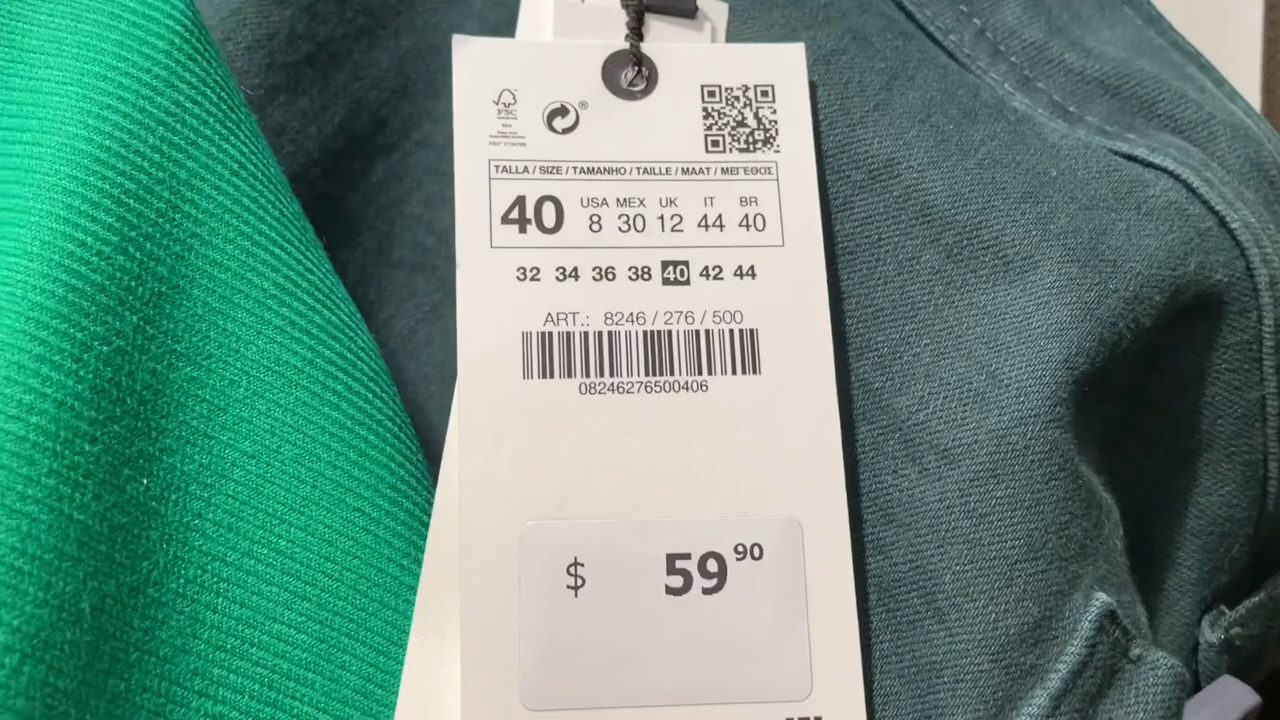 FSC
®
TALLA / SIZE / TAMANHO / TAILLE / MAAT / ΜΕΓΕΘΟΣ
40
USA MEX UK IT BR
8 30 12 44 40
32 34 36 38 40 42 44
ART.: 8246 / 276 / 500
08246276500406
$ 59 90